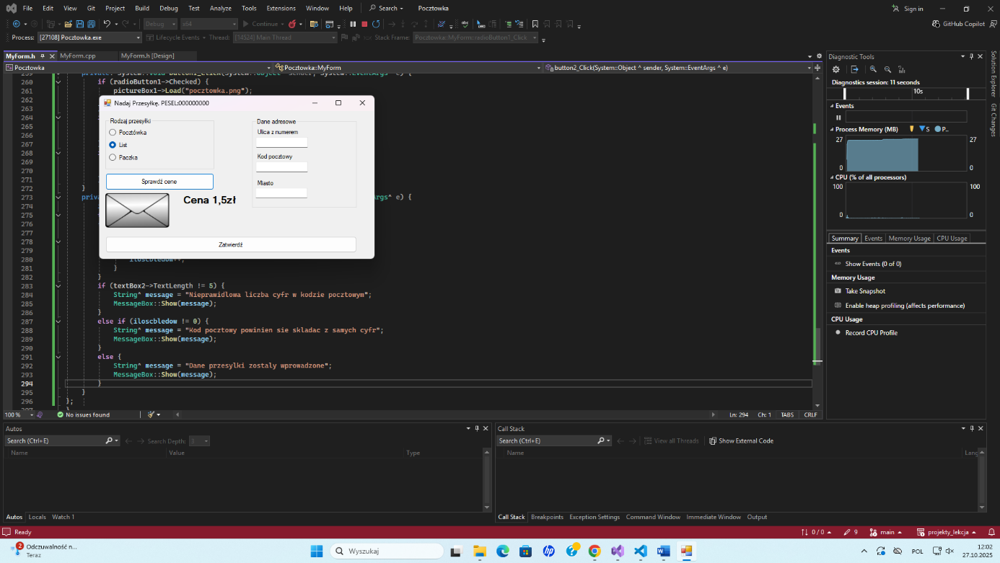 File Edit View Git Project Build Debug Test Analyze Tools Extensions Window Help Search Pocztowka Sign in
Debug x64 Continue GitHub Copilot
Process: [27108] Pocztowka.exe Lifecycle Events Thread: [14524] Main Thread Stack Frame: Pocztowka::MyForm::radioButton1_Click
MyForm.h MyForm.cpp MyForm.h [Design]
Pocztowka Pocztowka::MyForm button2_Click(System::Object ^ sender, System::EventArgs ^ e)
260 if (radioButton1->Checked) {
261 pictureBox1->Load("pocztowka.png");
262
263
264
265
266
267
268
269
270
271
272 }
273 Args^ e) {
274
275
276
277
278
279
280 iloscbledow++;
281 }
282 }
283 if (textBox2->TextLength != 5) {
284 String^ message = "Nieprawidlowa liczba cyfr w kodzie pocztowym";
285 MessageBox::Show(message);
286 }
287 else if (iloscbledow != 0) {
288 String^ message = "Kod pocztowy powinien sie skladac z samych cyfr";
289 MessageBox::Show(message);
290 }
291 else {
292 String^ message = "Dane przesylki zostaly wprowadzone";
293 MessageBox::Show(message);
294 }
295 }
296 };
Nadaj Przesyłkę. PESEL:000000000
Rodzaj przesyłki
Pocztówka
List
Paczka
Sprawdź cene
Cena 1,5zł
Dane adresowe
Ulica z numerem
Kod pocztowy
Miasto
Zatwierdź
100 % No issues found Ln: 294 Ch: 1 TABS CRLF
Diagnostic Tools
Diagnostics session: 11 seconds
10s
Events
Process Memory (MB) S P..
27 27
0 0
CPU (% of all processors)
100 100
0 0
Summary Events Memory Usage CPU Usage
Events
Show Events (0 of 0)
Memory Usage
Take Snapshot
Enable heap profiling (affects performance)
CPU Usage
Record CPU Profile
Solution Explorer
Git Changes
Autos
Search (Ctrl+E) Search Depth: 3
Name Value Type
Autos Locals Watch 1
Call Stack
Search (Ctrl+E) View all Threads Show External Code
Name Lang
Call Stack Breakpoints Exception Settings Command Window Immediate Window Output
Ready 0 / 0 9 main projekty_lekcja
2 Odczuwalność n...
Teraz
Wyszukaj
POL
12:02
27.10.2025